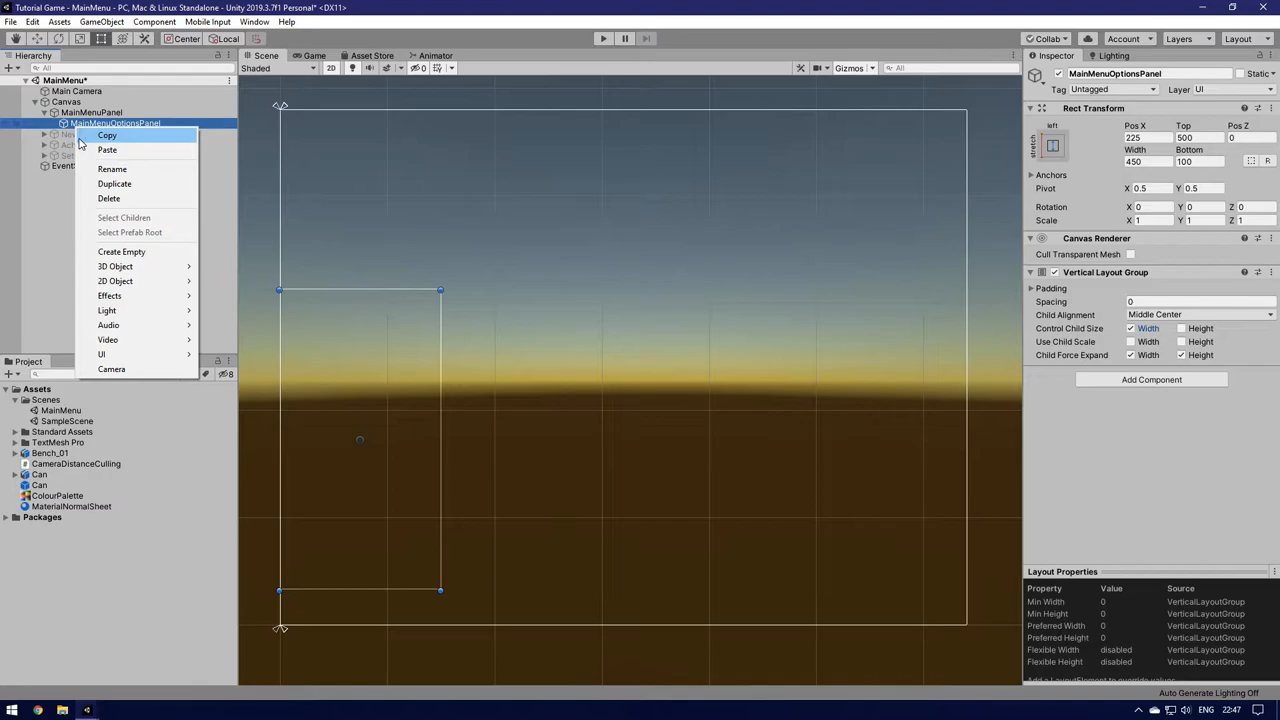 Tutorial Game - MainMenu - PC, Mac & Linux Standalone - Unity 2019.3.7f1 Personal* <DX11>
File Edit Assets GameObject Component Mobile Input Window Help
Center Local Collab Account Layers Layout
Hierarchy
All
MainMenu*
Main Camera
Canvas
MainMenuPanel
MainMenuOptionsPanel
Copy
Paste
Rename
Duplicate
Delete
Select Children
Select Prefab Root
Create Empty
3D Object
2D Object
Effects
Light
Audio
Video
UI
Camera
Project
8
Assets
Scenes
MainMenu
SampleScene
Standard Assets
TextMesh Pro
Bench_01
CameraDistanceCulling
Can
Can
ColourPalette
MaterialNormalSheet
Packages
Scene Game Asset Store Animator
Shaded 2D 0 Gizmos All
Inspector Lighting
MainMenuOptionsPanel Static
Tag Untagged Layer UI
Rect Transform
left
stretch
Pos X Top Pos Z
225 500 0
Width Bottom
450 100 R
Anchors
Pivot X 0.5 Y 0.5
Rotation X 0 Y 0 Z 0
Scale X 1 Y 1 Z 1
Canvas Renderer
Cull Transparent Mesh
Vertical Layout Group
Padding
Spacing 0
Child Alignment Middle Center
Control Child Size Width Height
Use Child Scale Width Height
Child Force Expand Width Height
Add Component
Layout Properties
Property Value Source
Min Width 0 VerticalLayoutGroup
Min Height 0 VerticalLayoutGroup
Preferred Width 0 VerticalLayoutGroup
Preferred Height 0 VerticalLayoutGroup
Flexible Width disabled VerticalLayoutGroup
Flexible Height disabled VerticalLayoutGroup
Add a LayoutElement to override values
Auto Generate Lighting Off
22:47